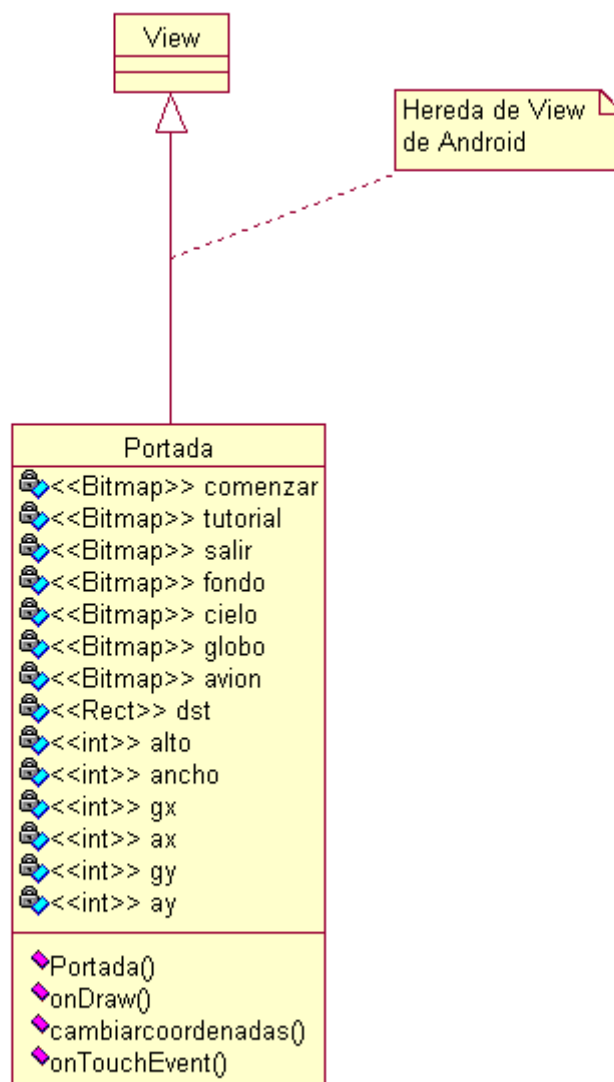 View
Hereda de View
de Android
Portada
<<Bitmap>> comenzar
<<Bitmap>> tutorial
<<Bitmap>> salir
<<Bitmap>> fondo
<<Bitmap>> cielo
<<Bitmap>> globo
<<Bitmap>> avion
<<Rect>> dst
<<int>> alto
<<int>> ancho
<<int>> gx
<<int>> ax
<<int>> gy
<<int>> ay
Portada()
onDraw()
cambiarcoordenadas()
onTouchEvent()